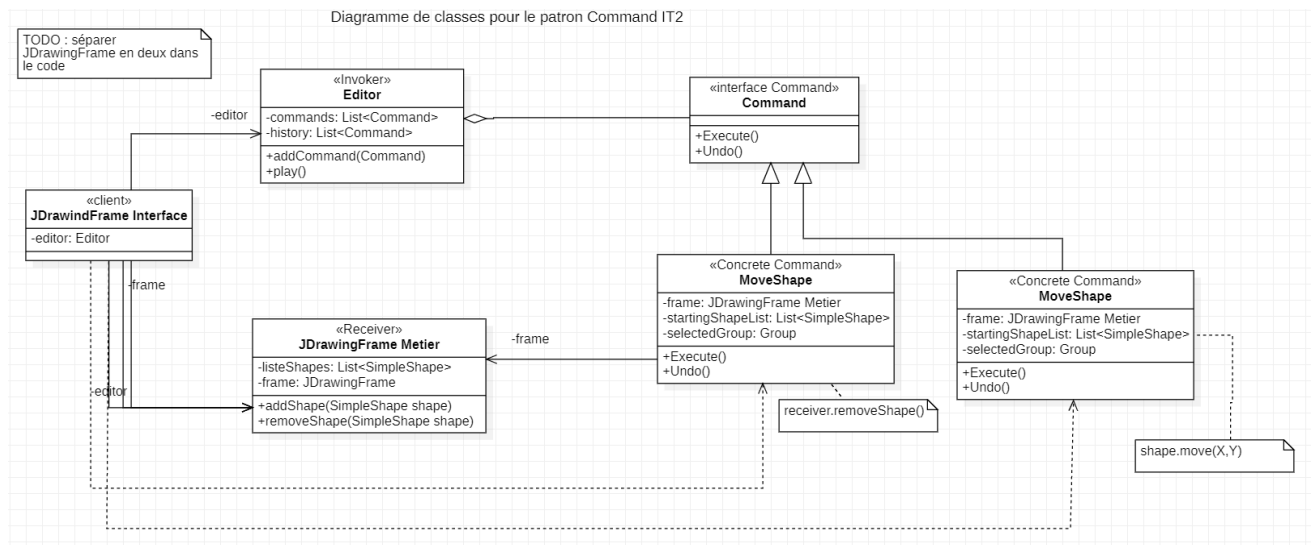 Diagramme de classes pour le patron Command IT2
TODO : séparer
JDrawingFrame en deux dans
le code
«Invoker»
Editor
-commands: List<Command>
-history: List<Command>
+addCommand(Command)
+play()
«interface Command»
Command
+Execute()
+Undo()
-editor
«client»
JDrawindFrame Interface
-editor: Editor
-frame
-editor
«Receiver»
JDrawingFrame Metier
-listeShapes: List<SimpleShape>
-frame: JDrawingFrame
+addShape(SimpleShape shape)
+removeShape(SimpleShape shape)
-frame
«Concrete Command»
MoveShape
-frame: JDrawingFrame Metier
-startingShapeList: List<SimpleShape>
-selectedGroup: Group
+Execute()
+Undo()
receiver.removeShape()
«Concrete Command»
MoveShape
-frame: JDrawingFrame Metier
-startingShapeList: List<SimpleShape>
-selectedGroup: Group
+Execute()
+Undo()
shape.move(X,Y)